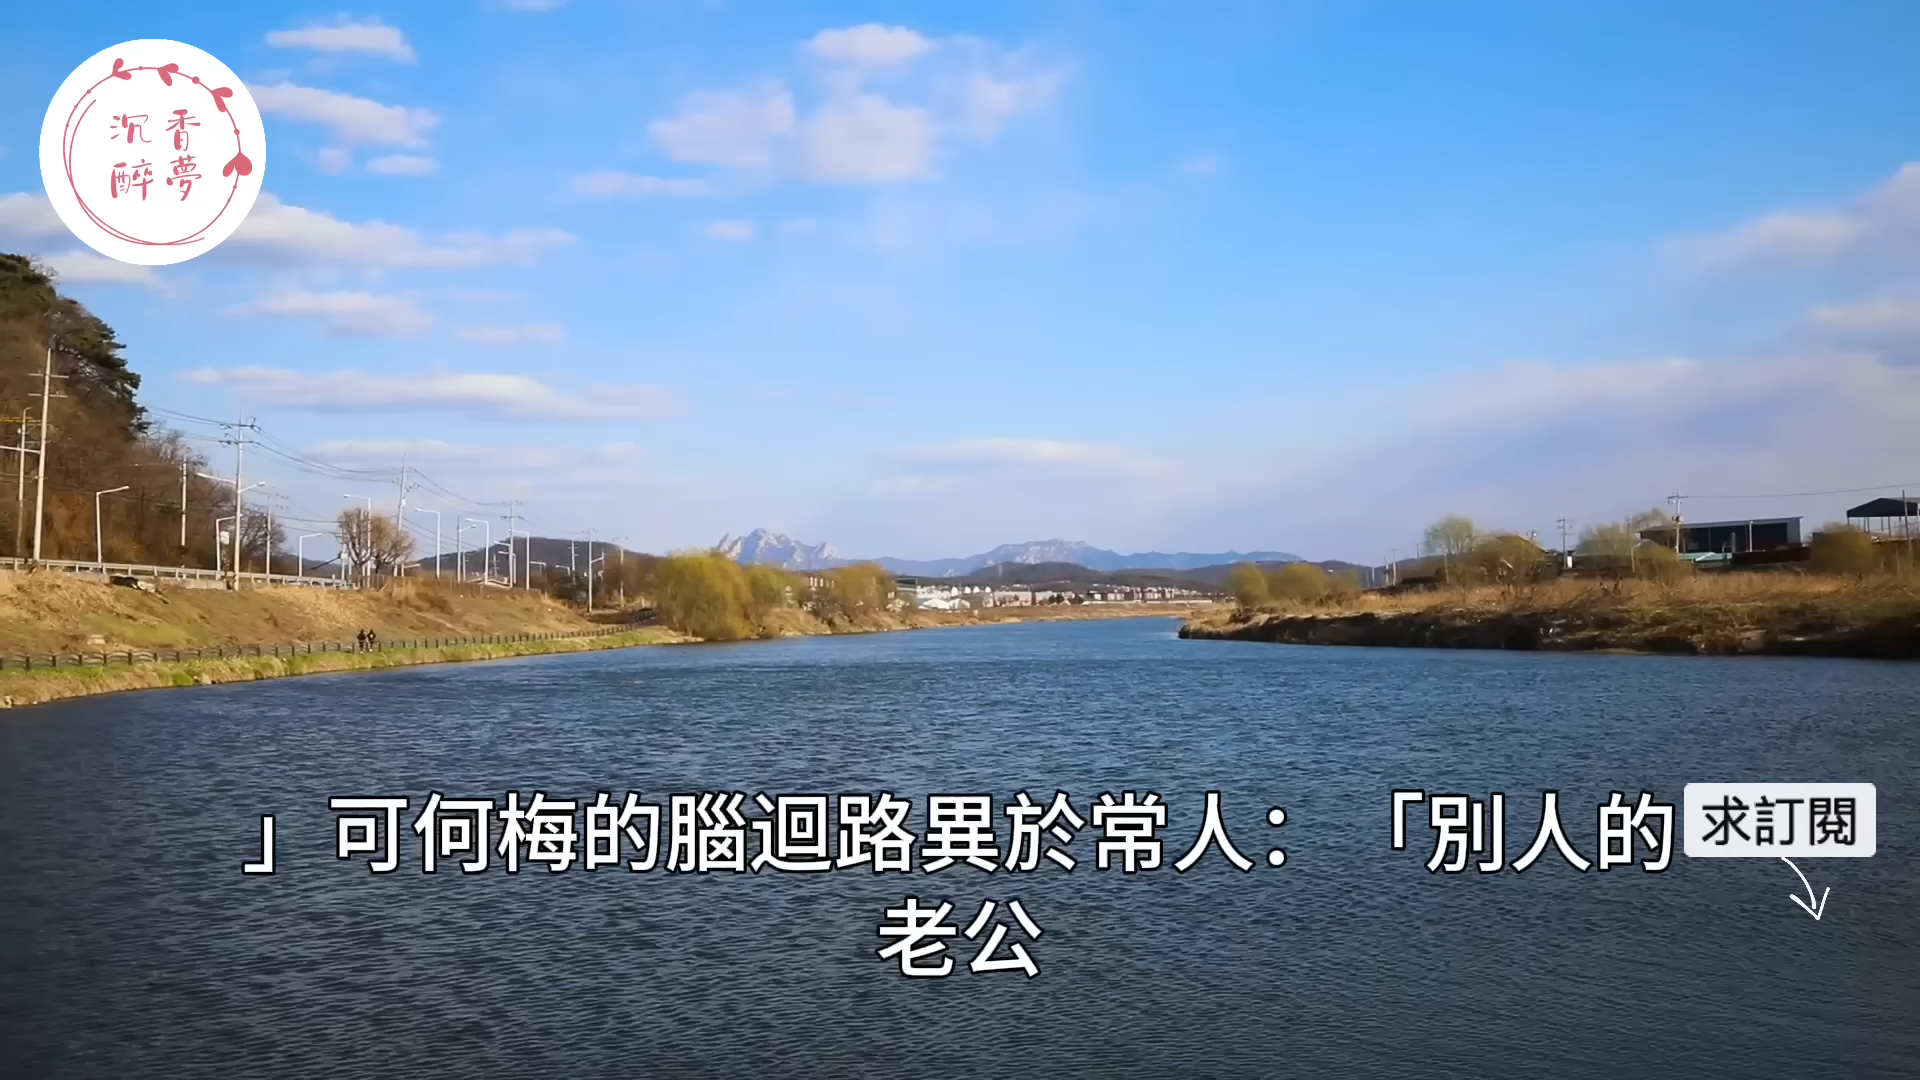 沉香
醉夢
」可何梅的腦迴路異於常人：「別人的
老公
求訂閱